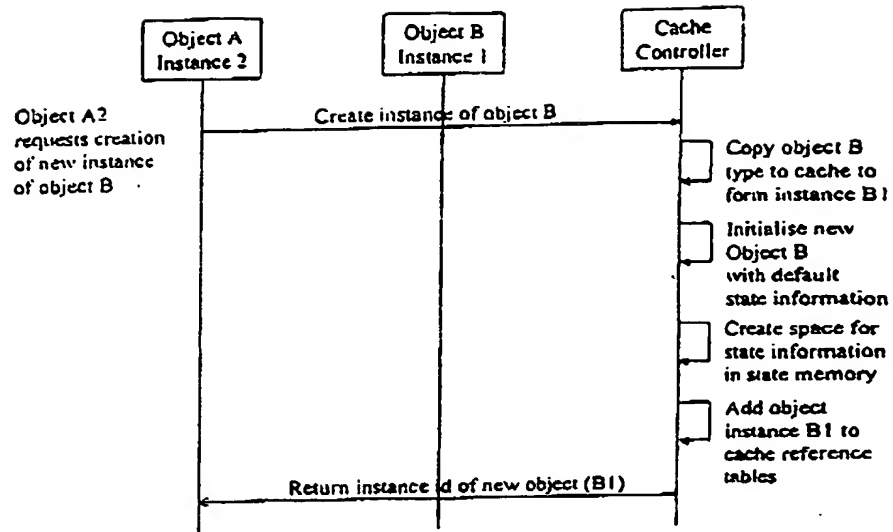 Object A
Instance 2
Object B
Instance 1
Cache
Controller
Object A2
requests creation
of new instance
of object B
Create instance of object B
Copy object B
type to cache to
form instance B1
Initialise new
Object B
with default
state information
Create space for
state information
in state memory
Add object
instance B1 to
cache reference
tables
Return instance id of new object (B1)